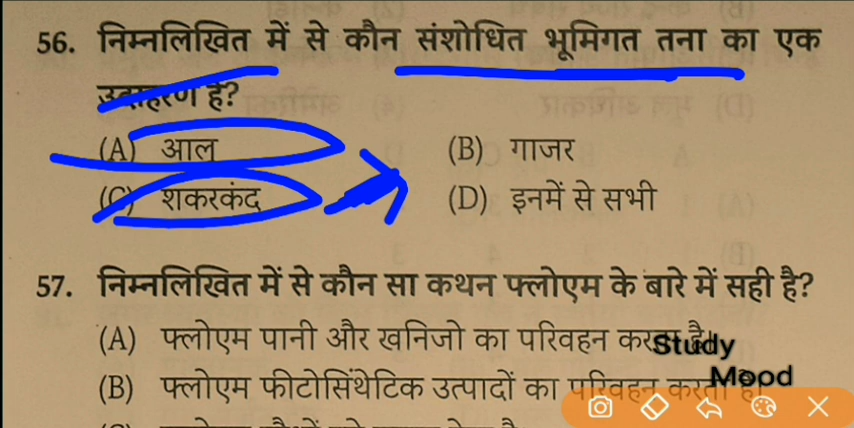 56. निम्नलिखित में से कौन संशोधित भूमिगत तना का एक
उदाहरण है?
(A) आलू (B) गाजर
(C) शकरकंद (D) इनमें से सभी
57. निम्नलिखित में से कौन सा कथन फ्लोएम के बारे में सही है?
(A) फ्लोएम पानी और खनिजो का परिवहन करता है।
Study
(B) फ्लोएम फीटोसिंथेटिक उत्पादों का परिवहन करती है।
Mood